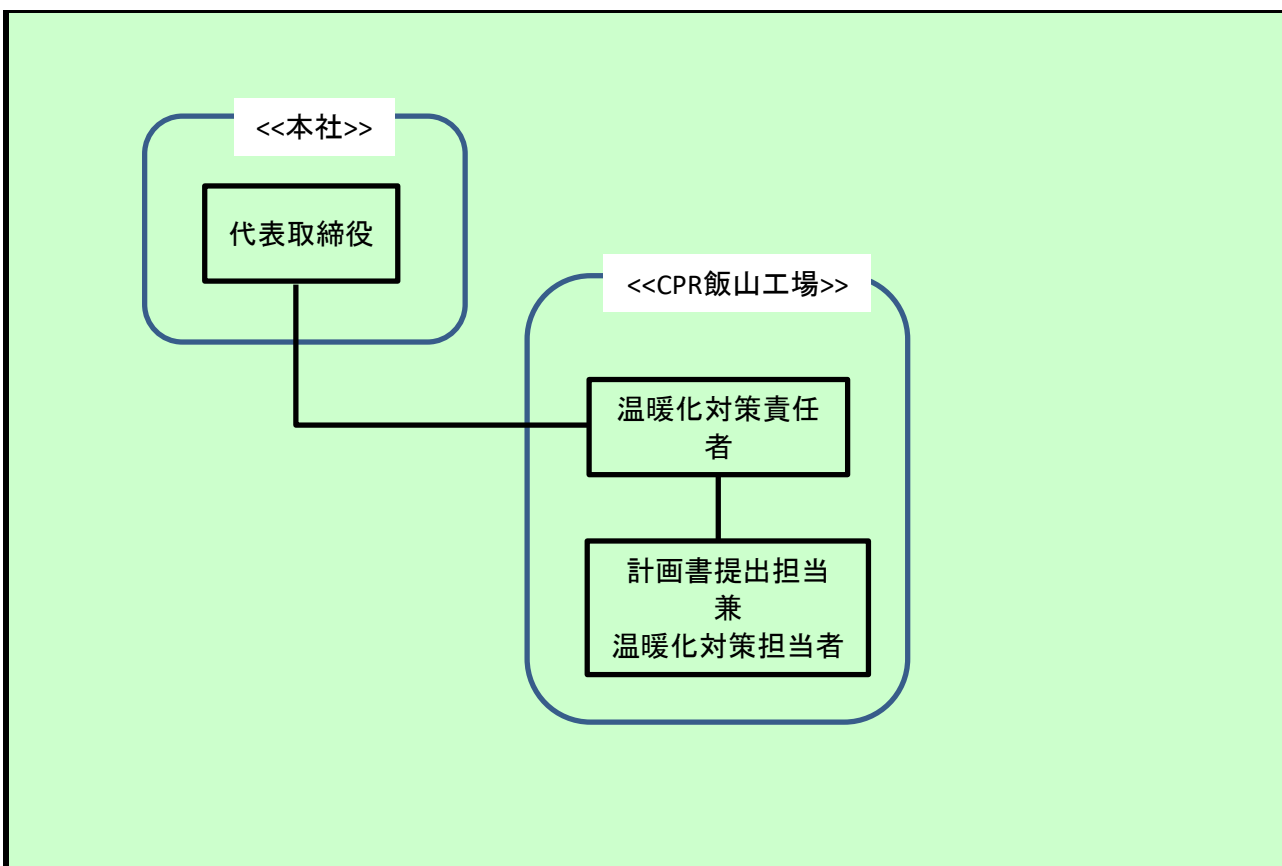 <<本社>>
代表取締役
<<CPR飯山工場>>
温暖化対策責任
者
計画書提出担当
兼
温暖化対策担当者